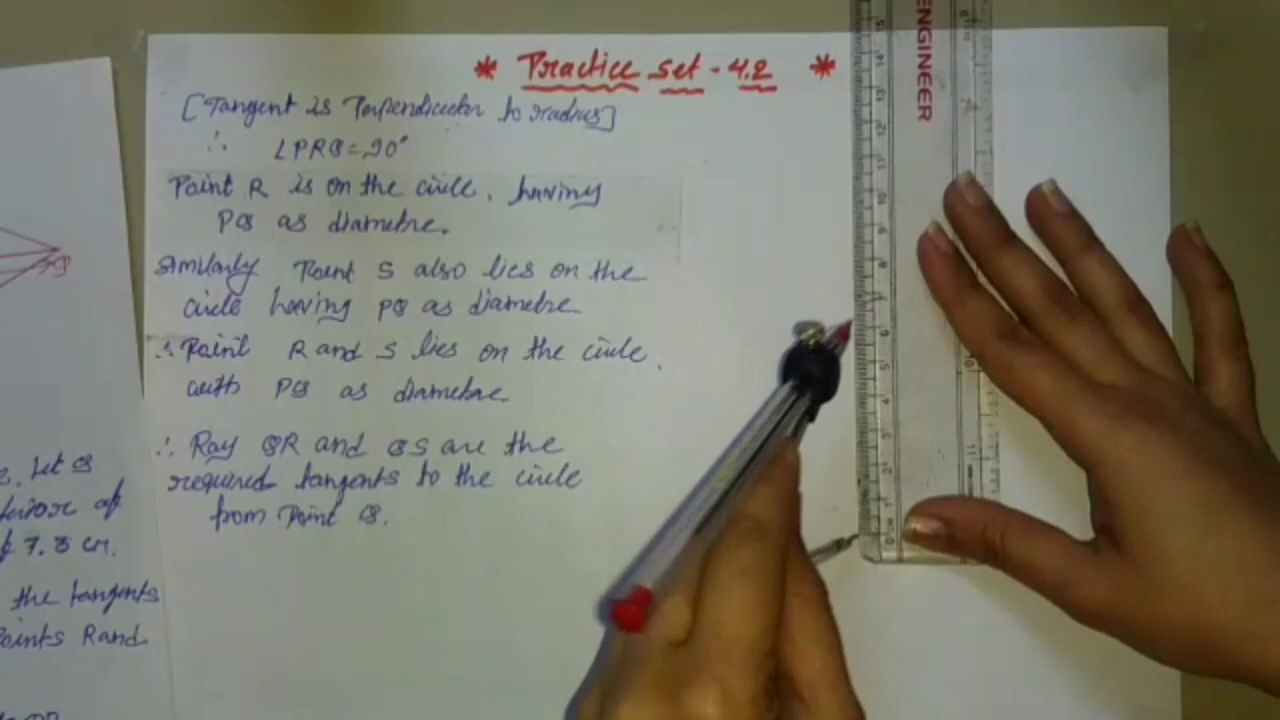 * Practice set - 4.2 *
[Tangent is Perpendicular to radius]
∴ ∠PRQ = 90°
Point R is on the circle, having
PQ as diametre.
Similarly Point S also lies on the
circle having PQ as diametre
∴ Point R and S lies on the circle.
with PQ as diametre.
∴ Ray QR and QS are the
required tangents to the circle
from Point Q.
2. Let Q
of
7.3 cm.
the tangents
Points R and
ENGINEER